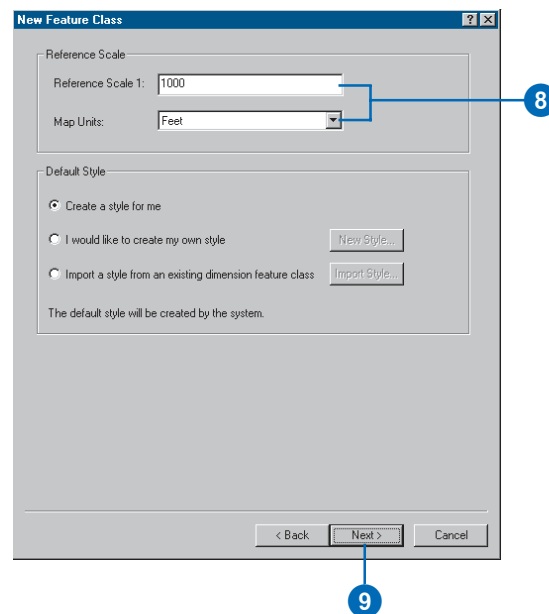 New Feature Class
Reference Scale
Reference Scale 1: 1000
8
Map Units: Feet
Default Style
Create a style for me
I would like to create my own style New Style...
Import a style from an existing dimension feature class Import Style...
The default style will be created by the system.
< Back Next > Cancel
9